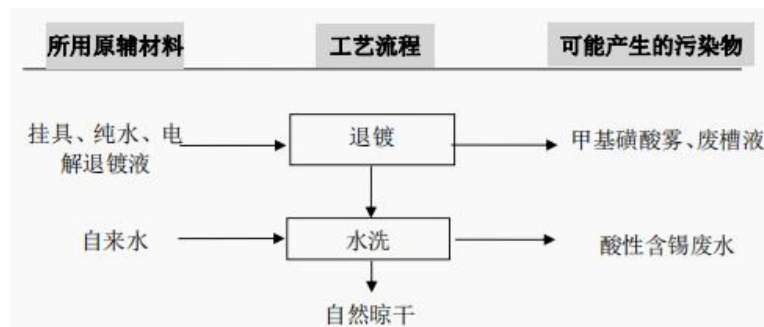 所用原辅材料
工艺流程
可能产生的污染物
挂具、纯水、电
解退镀液
退镀
甲基磺酸雾、废槽液
自来水
水洗
酸性含锡废水
自然晾干